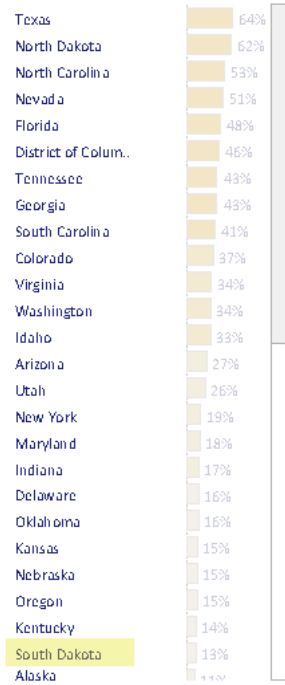 Texas 64%
North Dakota 62%
North Carolina 53%
Nevada 51%
Florida 48%
District of Colum.. 46%
Tennessee 43%
Georgia 43%
South Carolina 41%
Colorado 37%
Virginia 34%
Washington 34%
Idaho 33%
Arizona 27%
Utah 26%
New York 19%
Maryland 18%
Indiana 17%
Delaware 16%
Oklahoma 16%
Kansas 15%
Nebraska 15%
Oregon 15%
Kentucky 14%
South Dakota 13%
Alaska 11%